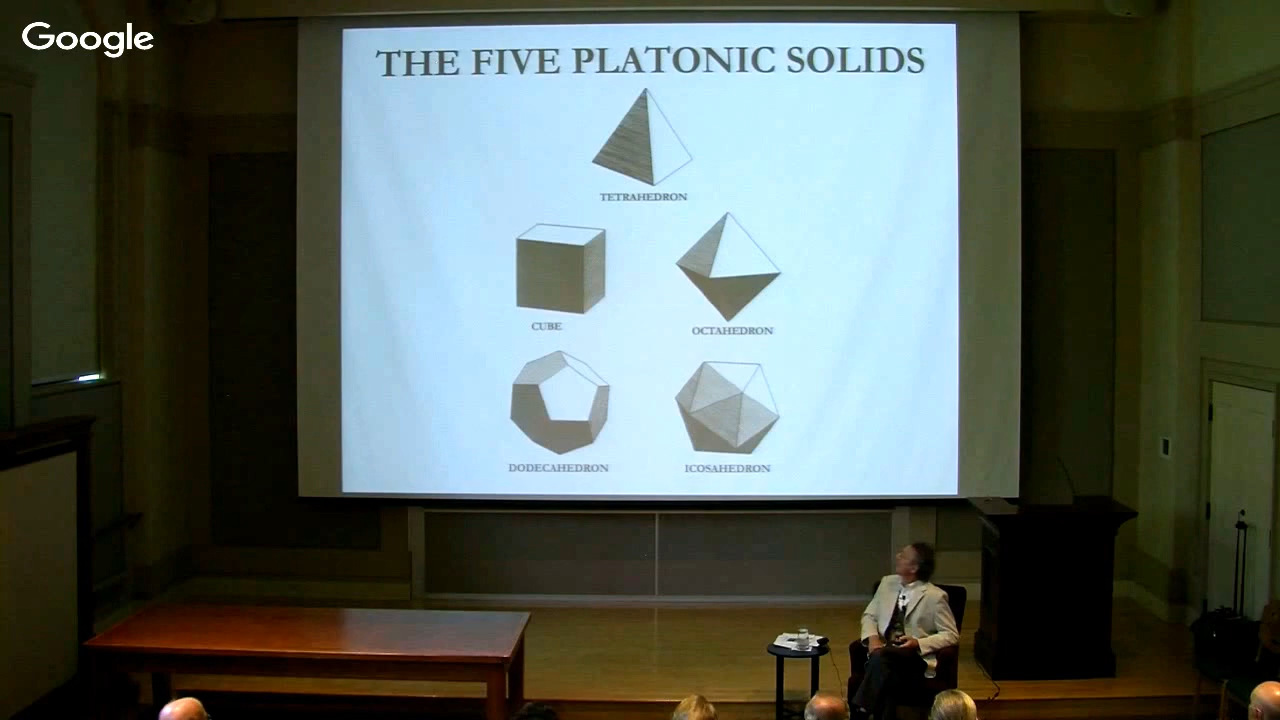 Google
THE FIVE PLATONIC SOLIDS
TETRAHEDRON
CUBE
OCTAHEDRON
DODECAHEDRON
ICOSAHEDRON